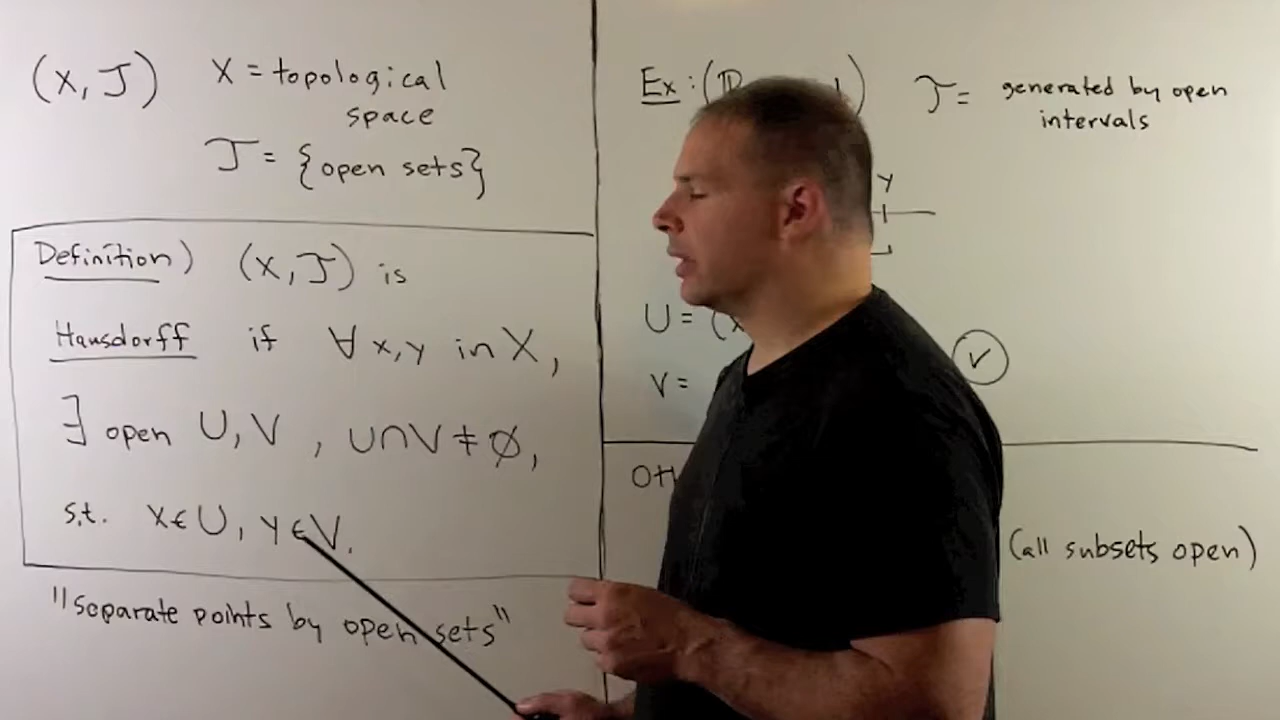 (X, T) X = topological
space
T = {open sets}
Definition) (X, T) is
Hausdorff if ∀ x, y in X,
∃ open U, V, U∩V ≠ ∅,
s.t. x ∈ U, y ∈ V.
"separate points by open sets"
Ex: (ℝ ) T = generated by open
intervals
y
U = (x
V =
✓
(all subsets open)